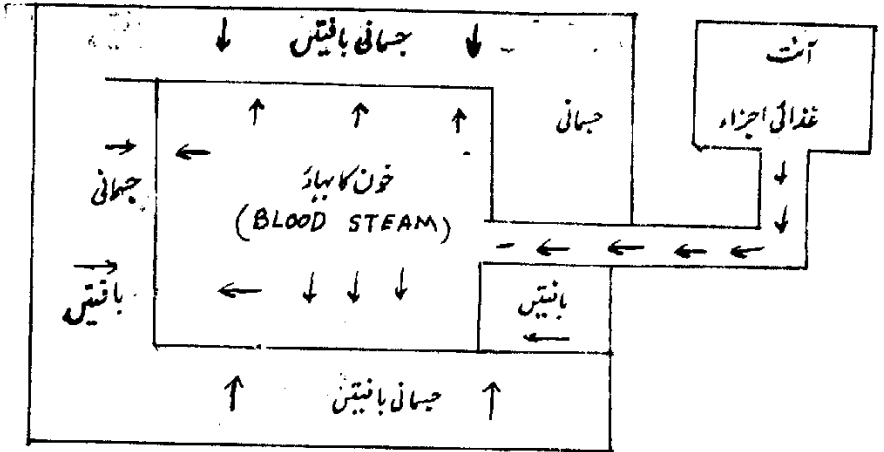 جسمانی بافتیں
آنت
غذائی اجزاء
جسمانی
خون کا بہاؤ
(BLOOD STEAM)
جسمانی
بافتیں
بافتیں
جسمانی بافتیں